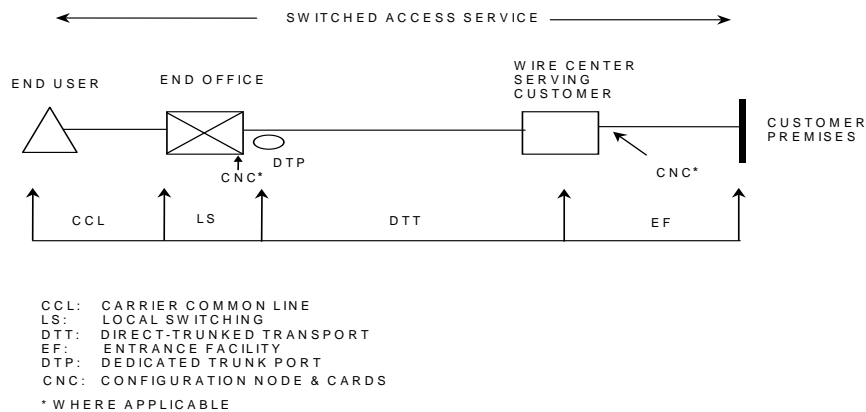 SWITCHED ACCESS SERVICE
END USER
END OFFICE
WIRE CENTER
SERVING
CUSTOMER
CUSTOMER
PREMISES
DTP
CNC*
CNC*
CCL
LS
DTT
EF
CCL: CARRIER COMMON LINE
LS: LOCAL SWITCHING
DTT: DIRECT-TRUNKED TRANSPORT
EF: ENTRANCE FACILITY
DTP: DEDICATED TRUNK PORT
CNC: CONFIGURATION NODE & CARDS
* WHERE APPLICABLE